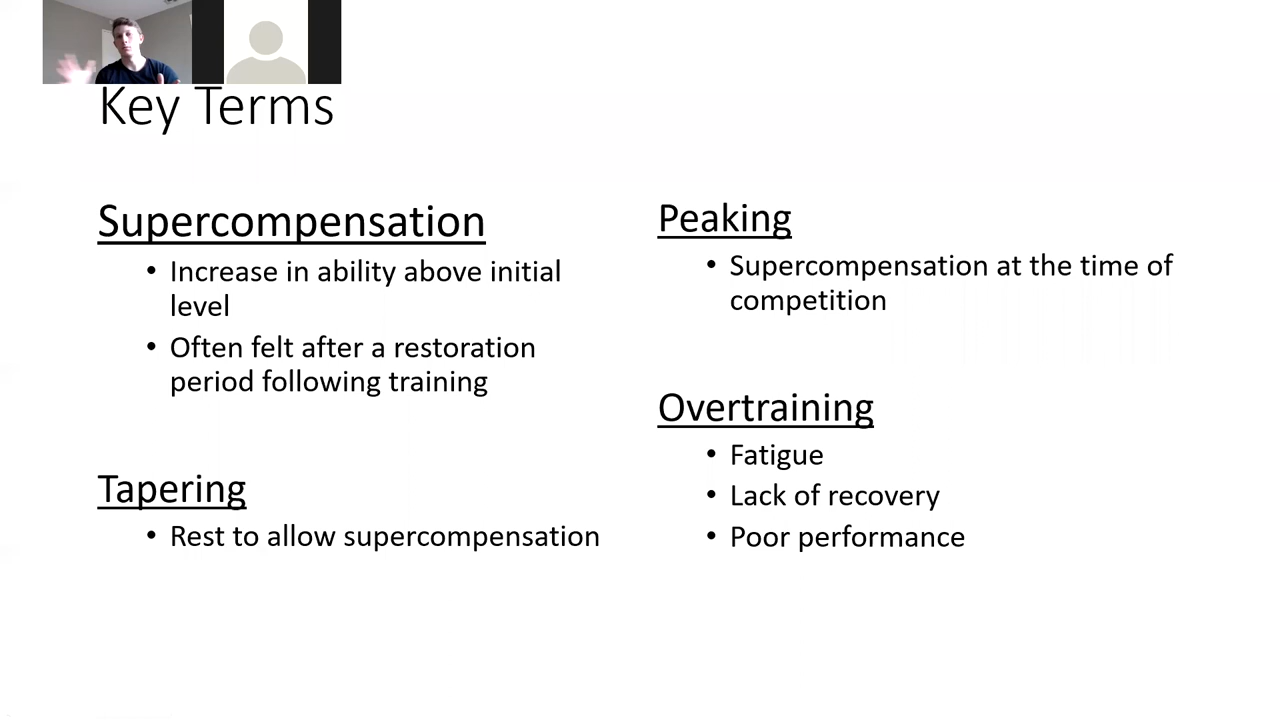 Key Terms
Supercompensation
• Increase in ability above initial
level
• Often felt after a restoration
period following training
Tapering
• Rest to allow supercompensation
Peaking
• Supercompensation at the time of
competition
Overtraining
• Fatigue
• Lack of recovery
• Poor performance